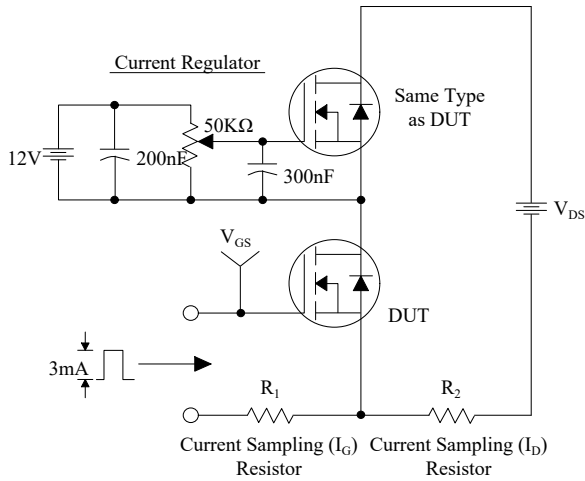 Current Regulator
Same Type
as DUT
50KΩ
12V
200nF
300nF
V_DS
V_GS
DUT
3mA
R_1
R_2
Current Sampling (I_G)
Resistor
Current Sampling (I_D)
Resistor